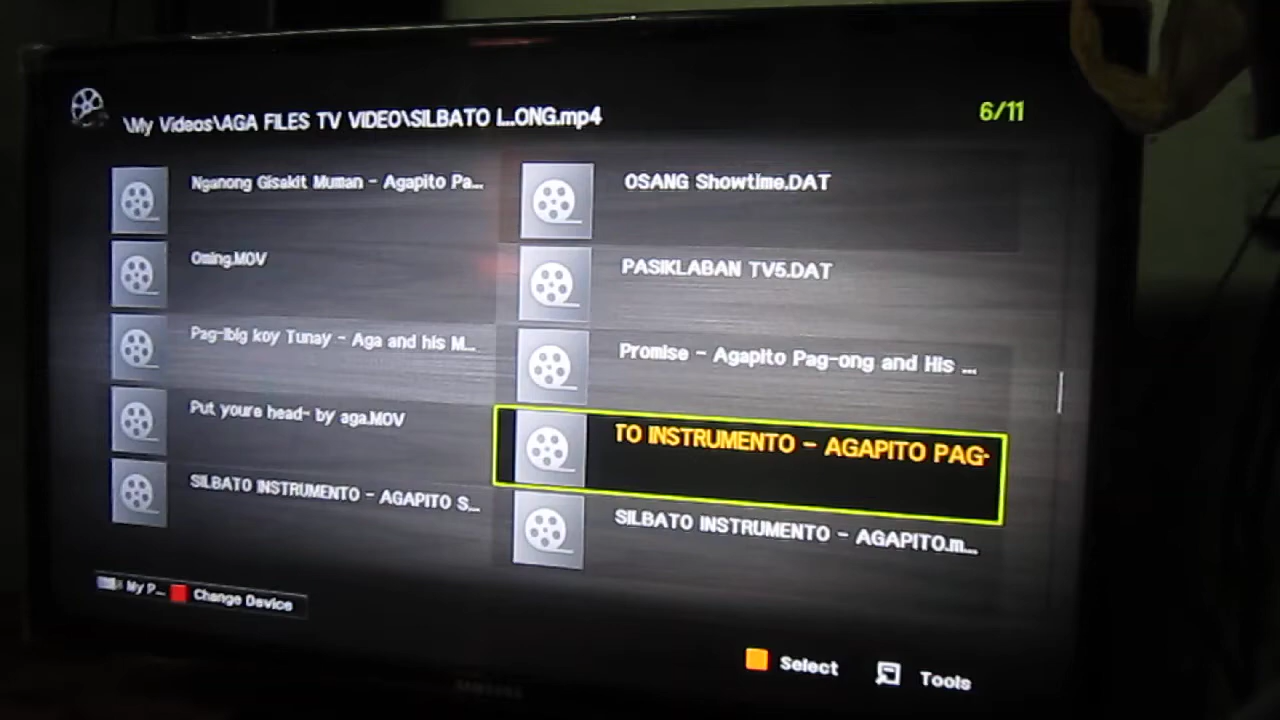 \My Videos\AGA FILES TV VIDEO\SILBATO L...ONG.mp4
6/11
Nganong Gisakit Muman - Agapito Pa...
OSANG Showtime.DAT
Oming.MOV
PASIKLABAN TV5.DAT
Pag-ibig koy Tunay - Aga and his M...
Promise - Agapito Pag-ong and His ...
Put youre head- by aga.MOV
TO INSTRUMENTO - AGAPITO PAG-
SILBATO INSTRUMENTO - AGAPITO S...
SILBATO INSTRUMENTO - AGAPITO.m...
My P... Change Device
Select Tools
SAMSUNG